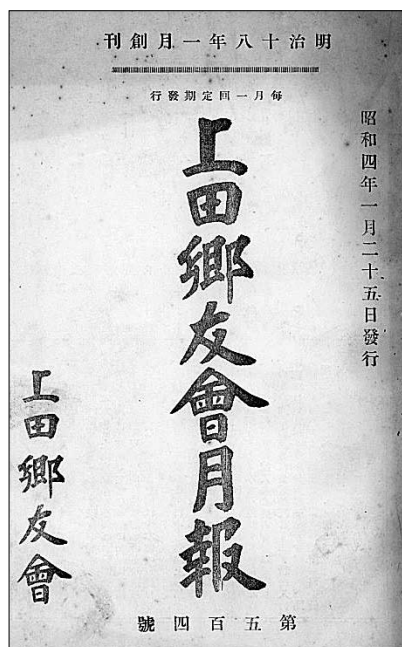 明治十八年一月創刊
每月一回定期發行
昭和四年一月二十五日發行
上田鄉友會月報
上田鄉友會
第五百四號